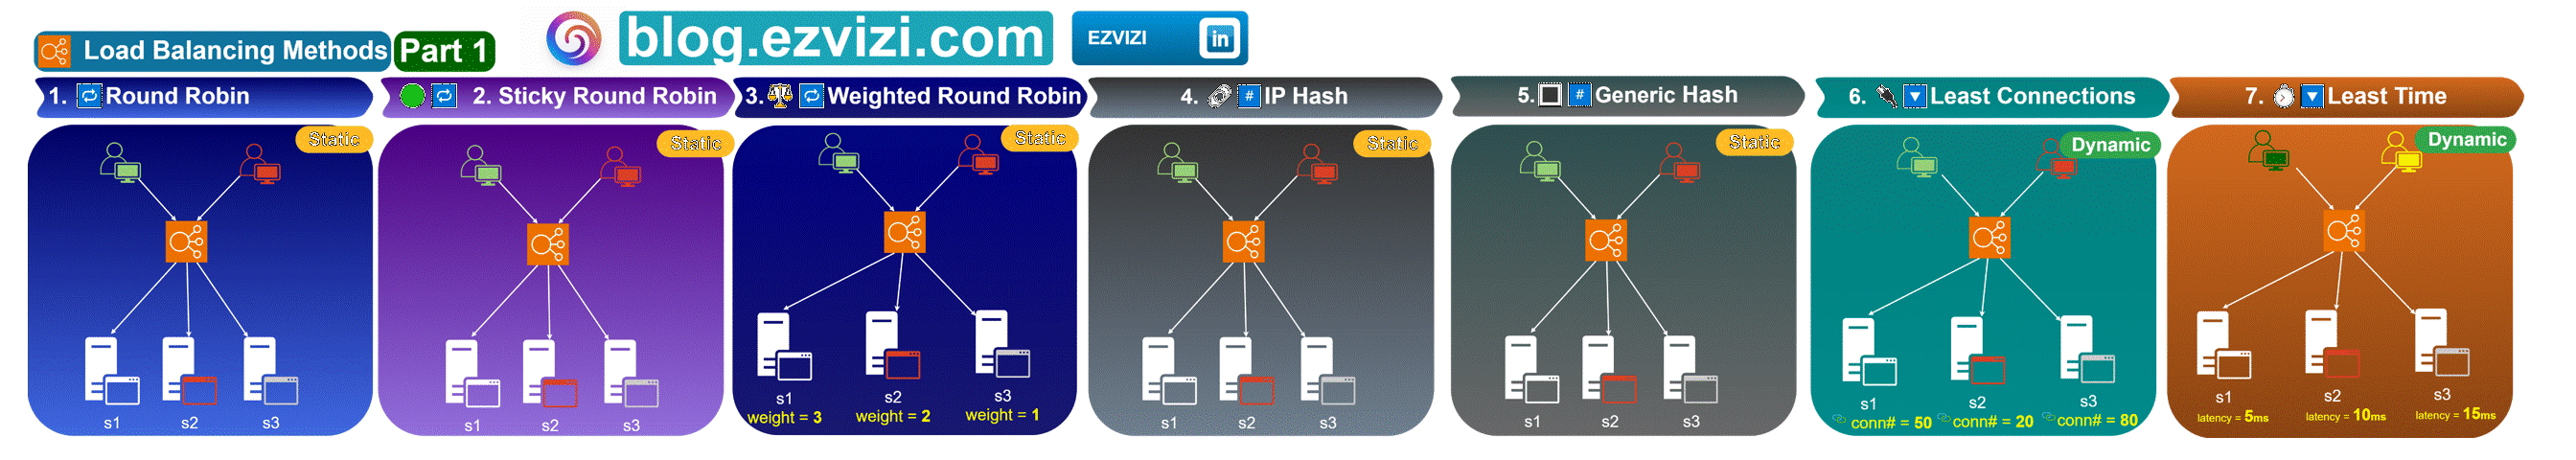 Load Balancing Methods Part 1
blog.ezvizi.com
EZVIZI in
1. Round Robin
Static
s1 s2 s3
2. Sticky Round Robin
Static
s1 s2 s3
3. Weighted Round Robin
Static
s1 s2 s3
weight = 3 weight = 2 weight = 1
4. # IP Hash
Static
s1 s2 s3
5. # Generic Hash
Static
s1 s2 s3
6. Least Connections
Dynamic
s1 s2 s3
conn# = 50 conn# = 20 conn# = 80
7. Least Time
Dynamic
s1 s2 s3
latency = 5ms latency = 10ms latency = 15ms